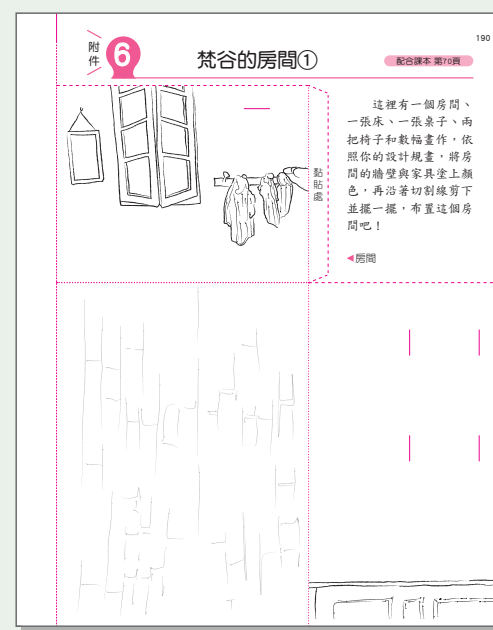 190
附件
6
梵谷的房間①
配合課本 第70頁
這裡有一個房間、
一張床、一張桌子、兩
把椅子和數幅畫作，依
照你的設計規畫，將房
間的牆壁與家具塗上顏
色，再沿著切割線剪下
並擺一擺，布置這個房
間吧！
黏貼處
◀房間